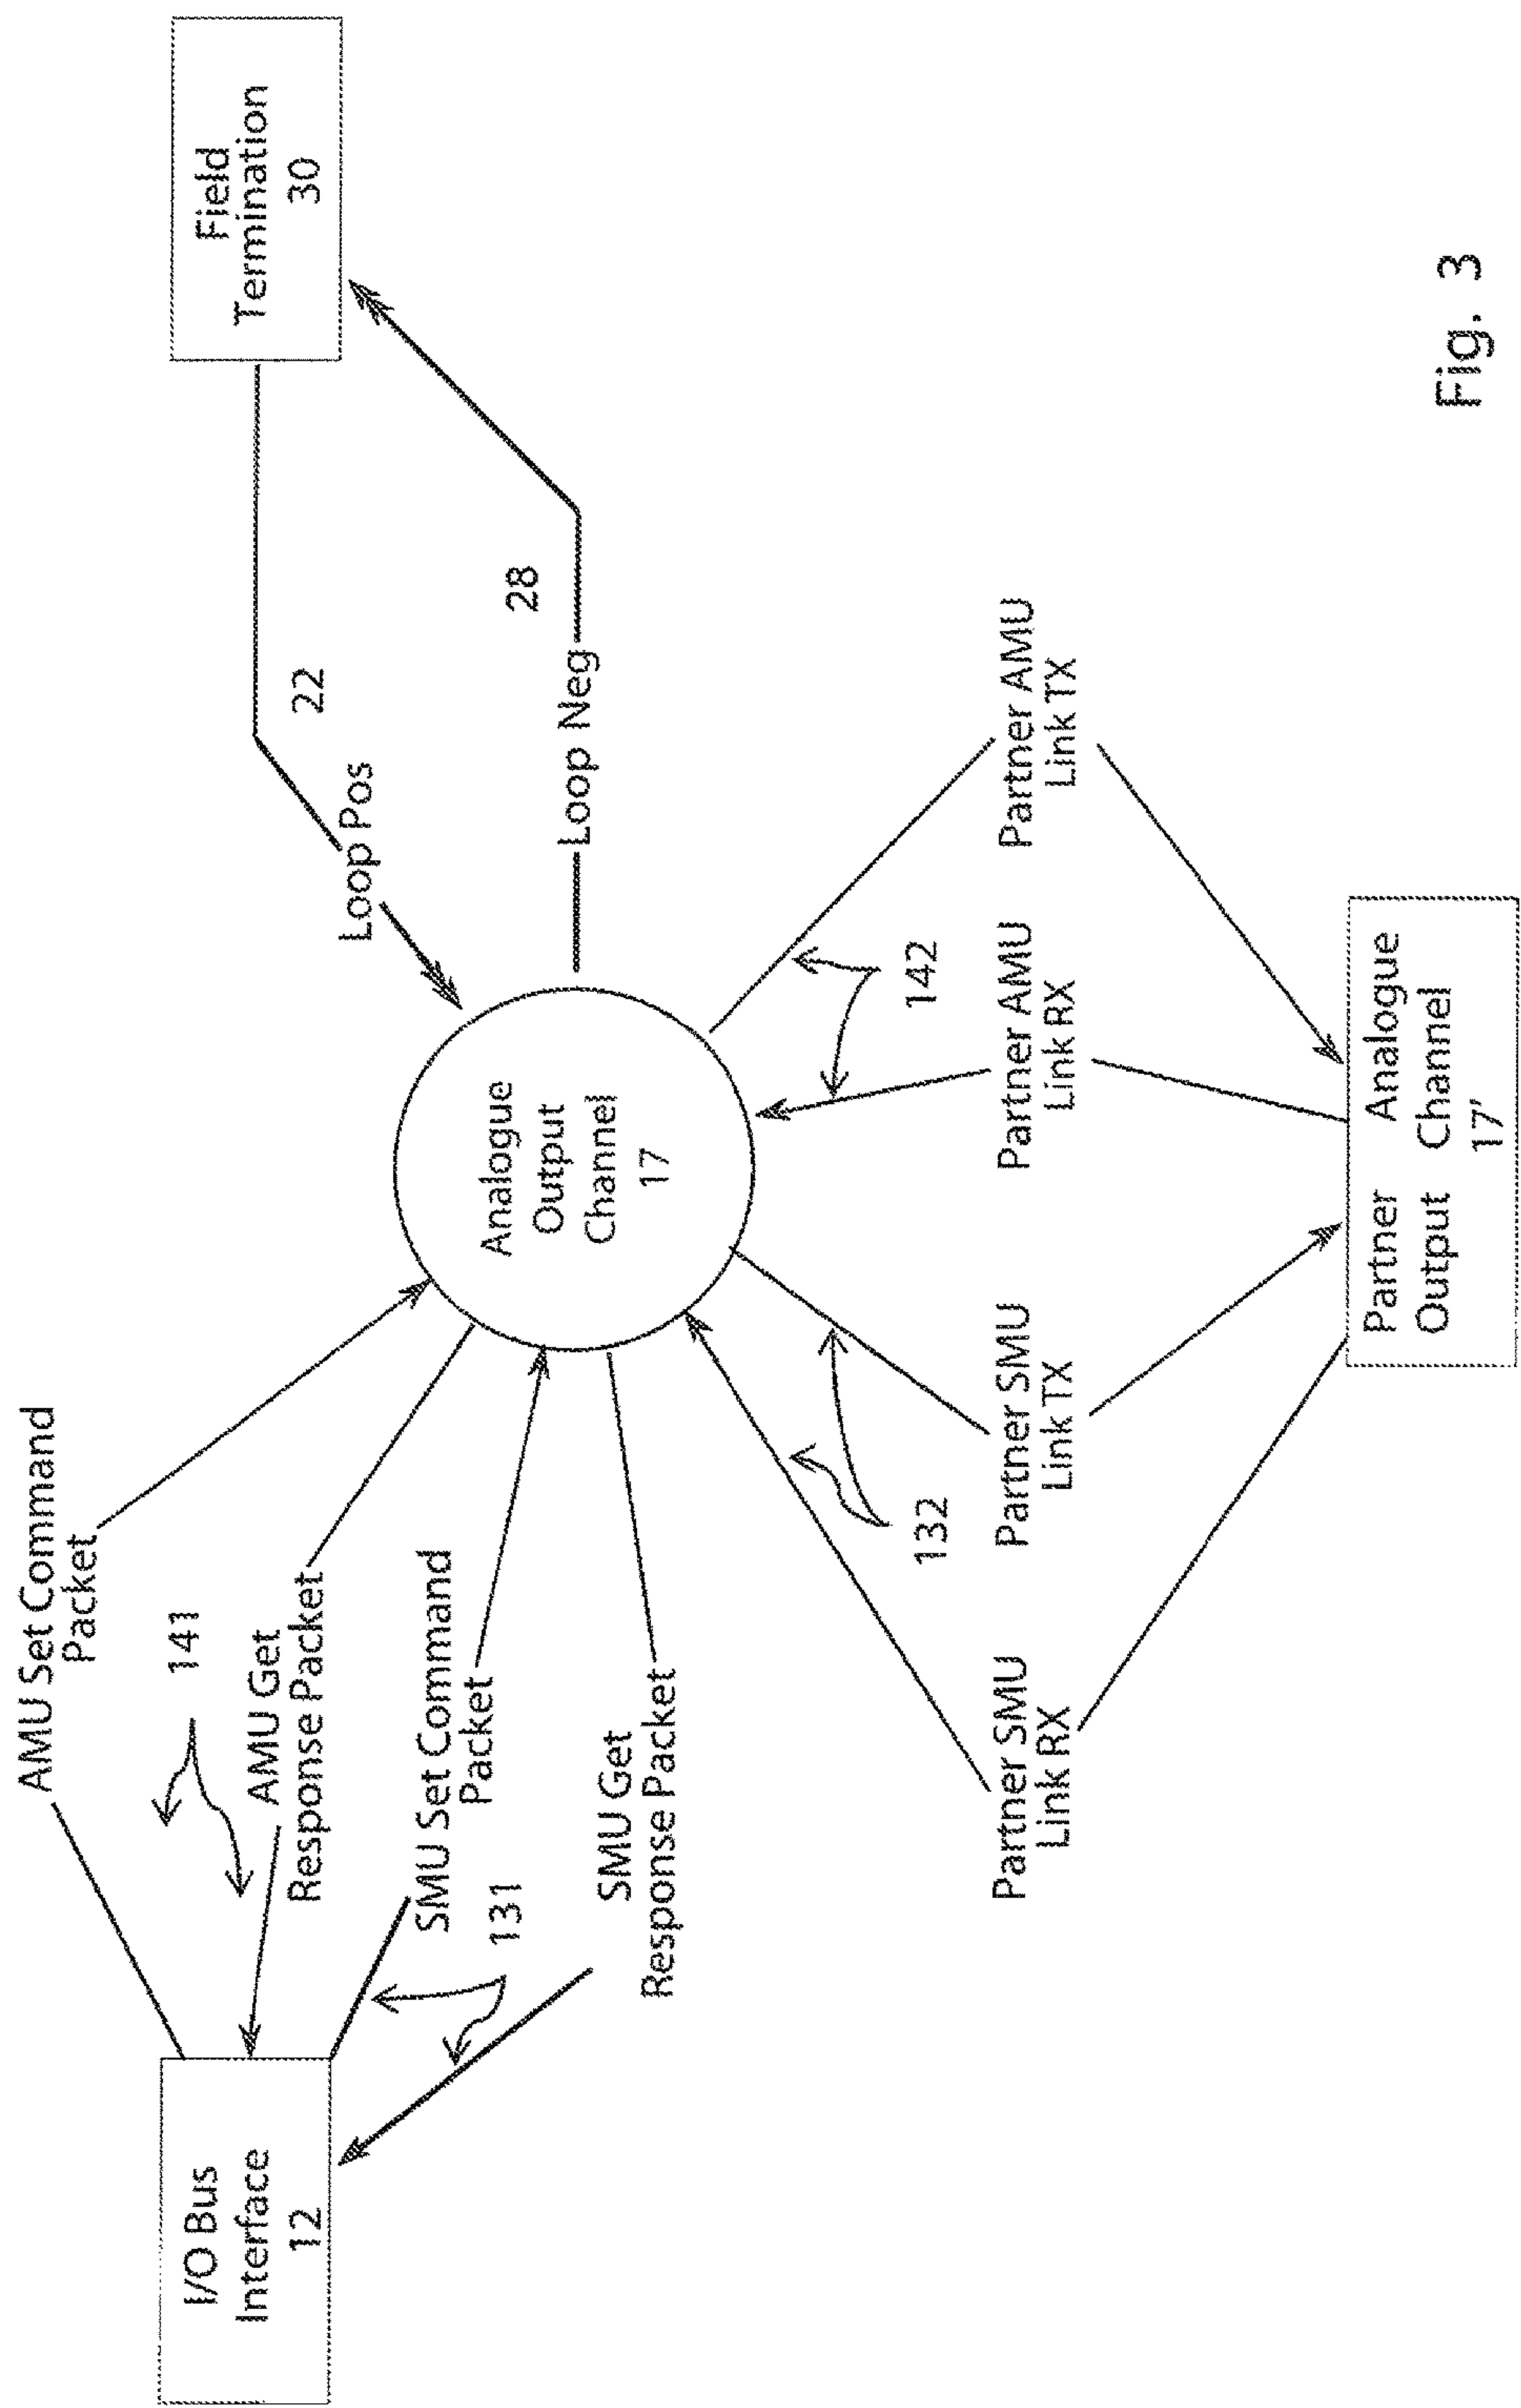 AMU Set Command
Packet
141
AMU Get
Response Packet
I/O Bus
Interface
12
SMU Set Command
Packet
131
SMU Get
Response Packet
Field
Termination
30
22
Loop Pos
28
Loop Neg
Analogue
Output
Channel
17
132
142
Partner SMU
Link RX
Partner SMU
Link TX
Partner AMU
Link RX
Partner AMU
Link TX
Partner Analogue
Output Channel
17'
Fig. 3